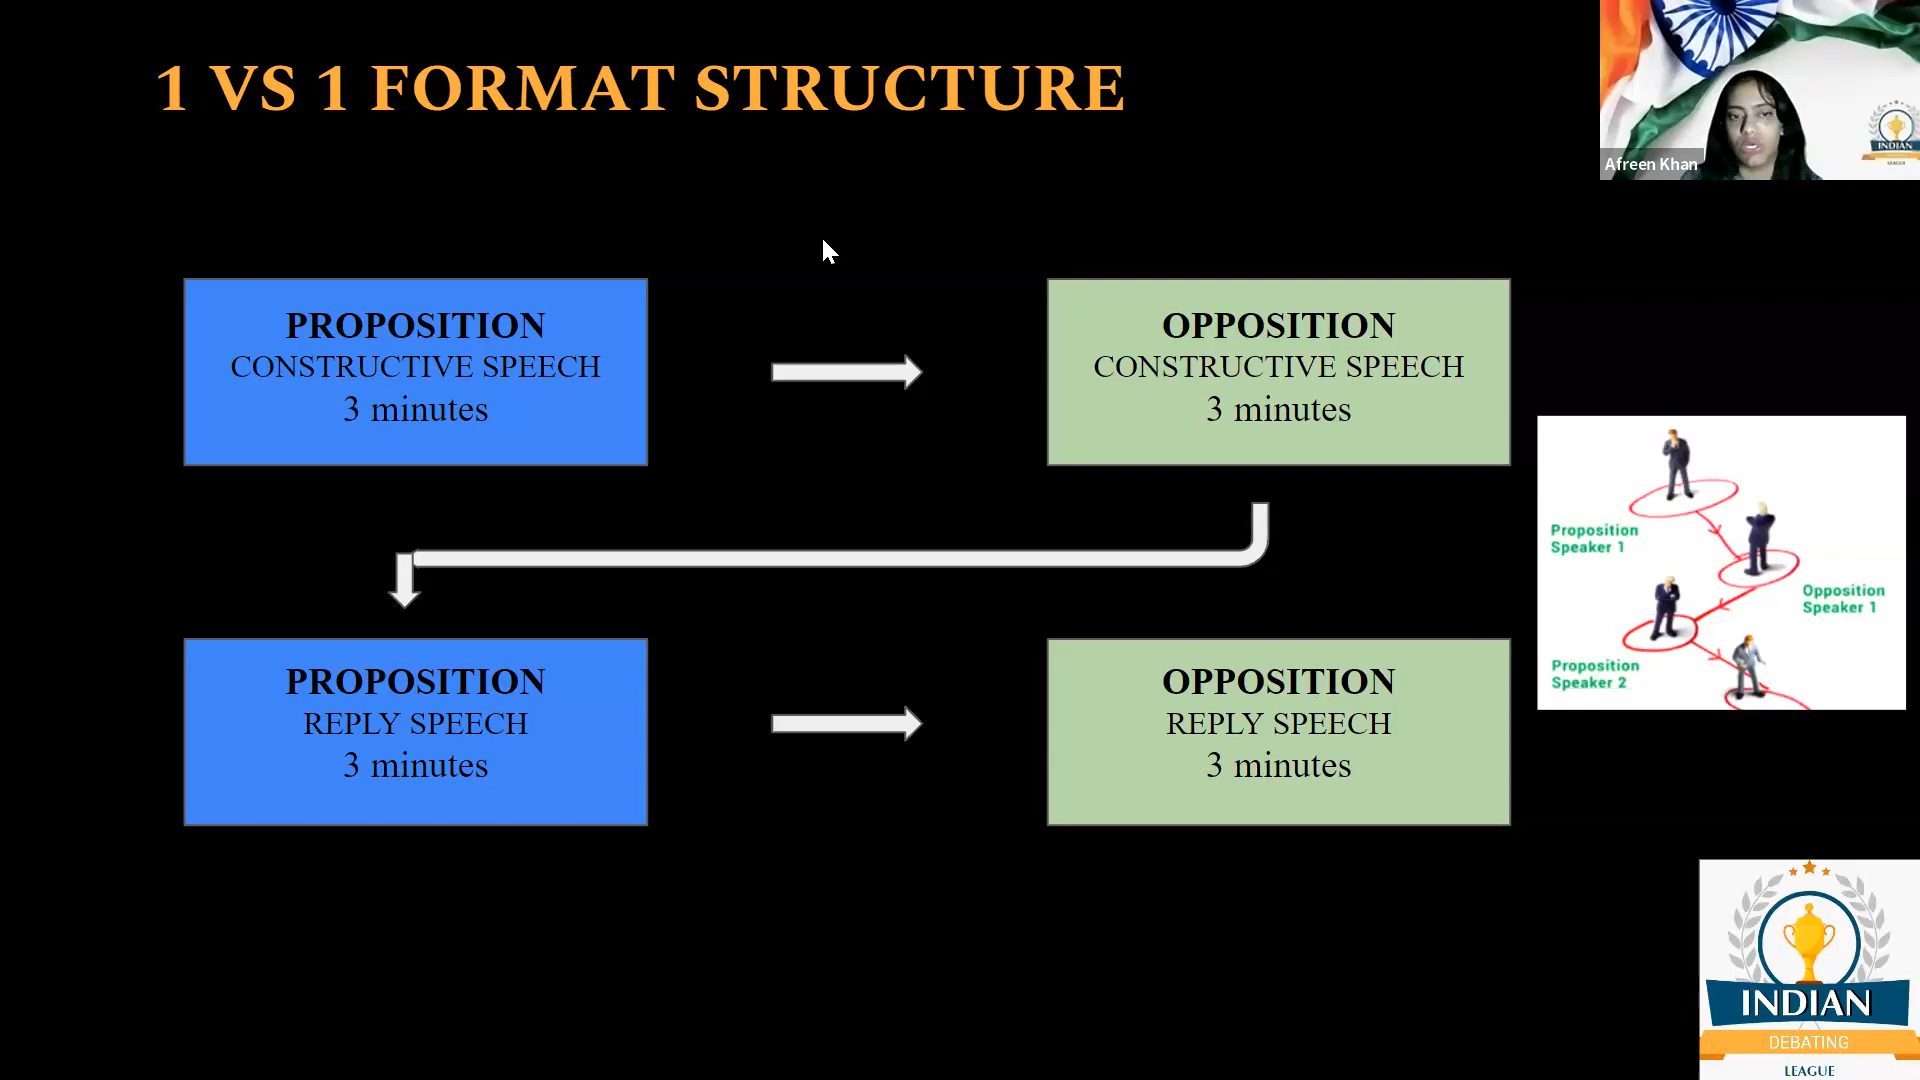 1 VS 1 FORMAT STRUCTURE
Afreen Khan
INDIAN
LEAGUE
PROPOSITION
CONSTRUCTIVE SPEECH
3 minutes
OPPOSITION
CONSTRUCTIVE SPEECH
3 minutes
PROPOSITION
REPLY SPEECH
3 minutes
OPPOSITION
REPLY SPEECH
3 minutes
Proposition
Speaker 1
Opposition
Speaker 1
Proposition
Speaker 2
INDIAN
DEBATING
LEAGUE